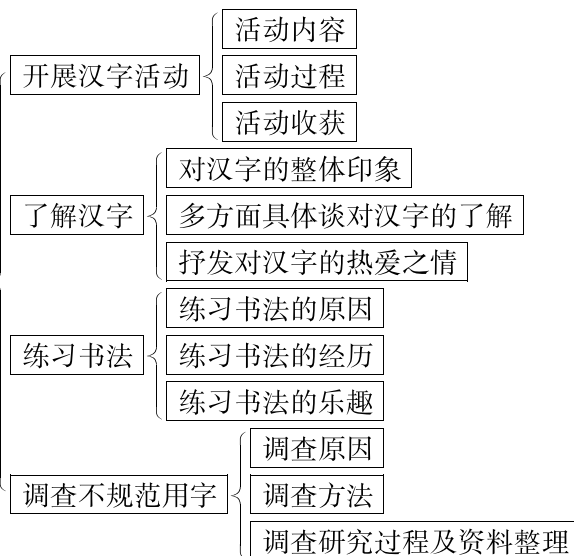 开展汉字活动
活动内容
活动过程
活动收获
了解汉字
对汉字的整体印象
多方面具体谈对汉字的了解
抒发对汉字的热爱之情
练习书法
练习书法的原因
练习书法的经历
练习书法的乐趣
调查不规范用字
调查原因
调查方法
调查研究过程及资料整理